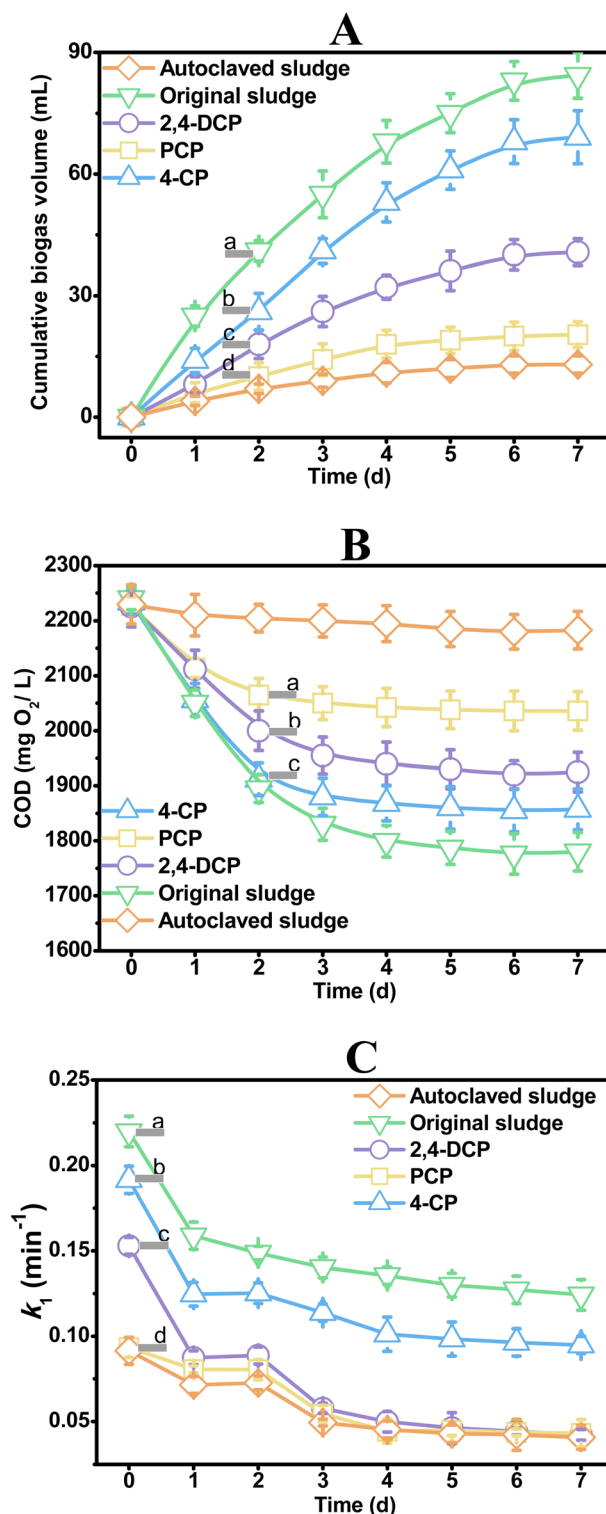 A
Cumulative biogas volume (mL)
90
60
30
0
Autoclaved sludge
Original sludge
2,4-DCP
PCP
4-CP
a
b
c
d
0 1 2 3 4 5 6 7
Time (d)
B
COD (mg O₂/ L)
2300
2200
2100
2000
1900
1800
1700
1600
a
b
c
4-CP
PCP
2,4-DCP
Original sludge
Autoclaved sludge
0 1 2 3 4 5 6 7
Time (d)
C
k₁ (min⁻¹)
0.25
0.20
0.15
0.10
0.05
a
b
c
d
Autoclaved sludge
Original sludge
2,4-DCP
PCP
4-CP
0 1 2 3 4 5 6 7
Time (d)